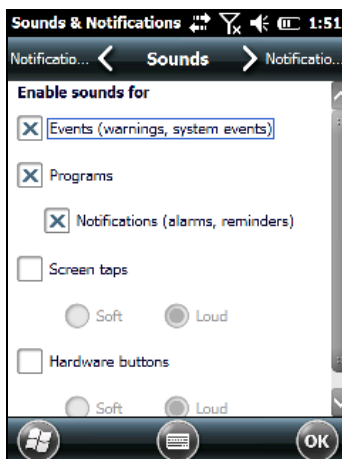 Sounds & Notifications 1:51
Notificatio... Sounds Notificatio...
Enable sounds for
Events (warnings, system events)
Programs
Notifications (alarms, reminders)
Screen taps
Soft Loud
Hardware buttons
Soft Loud
OK